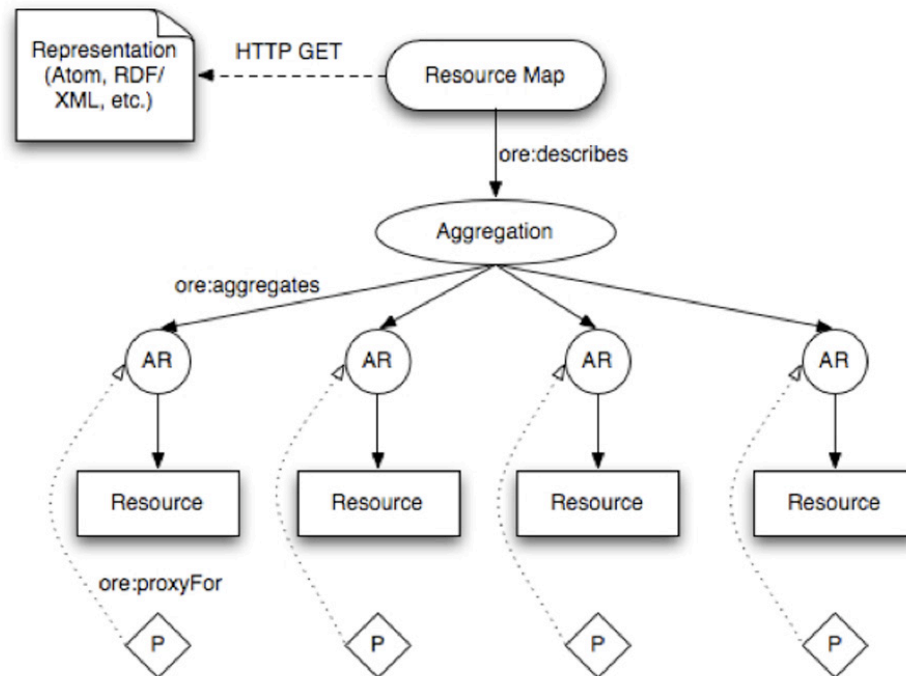 Representation
(Atom, RDF/
XML, etc.)
HTTP GET
Resource Map
ore:describes
Aggregation
ore:aggregates
AR
AR
AR
AR
Resource
Resource
Resource
Resource
ore:proxyFor
P
P
P
P